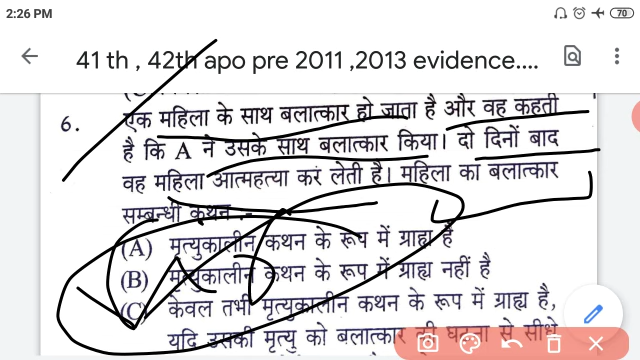 2:26 PM 70
41 th , 42th apo pre 2011 ,2013 evidence....
6. एक महिला के साथ बलात्कार हो जाता है और वह कहती
है कि A ने उसके साथ बलात्कार किया। दो दिनों बाद
वह महिला आत्महत्या कर लेती है। महिला का बलात्कार
सम्बन्धी कथन :-
(A) मृत्युकालीन कथन के रूप में ग्राह्य है
(B) मृत्युकालीन कथन के रूप में ग्राह्य नहीं है
(C) केवल तभी मृत्युकालीन कथन के रूप में ग्राह्य है,
यदि उसकी मृत्यु को बलात्कार की घटना से सीधे